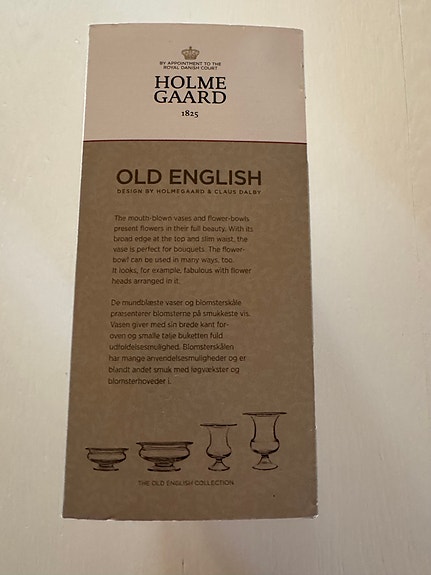 BY APPOINTMENT TO THE
ROYAL DANISH COURT
HOLME
GAARD
1825
OLD ENGLISH
DESIGN BY HOLMEGAARD & CLAUS DALBY
The mouth-blown vases and flower-bowls
present flowers in their full beauty. With its
broad edge at the top and slim waist, the
vase is perfect for bouquets. The flower-
bowl can be used in many ways, too.
It looks, for example, fabulous with flower
heads arranged in it.
De mundblæste vaser og blomsterskåle
præsenterer blomsterne på smukkeste vis.
Vasen giver med sin brede kant for-
oven og smalle talje buketten fuld
udfoldelsesmulighed. Blomsterskålen
har mange anvendelsesmuligheder og er
blandt andet smuk med løgvækster og
blomsterhoveder i.
THE OLD ENGLISH COLLECTION